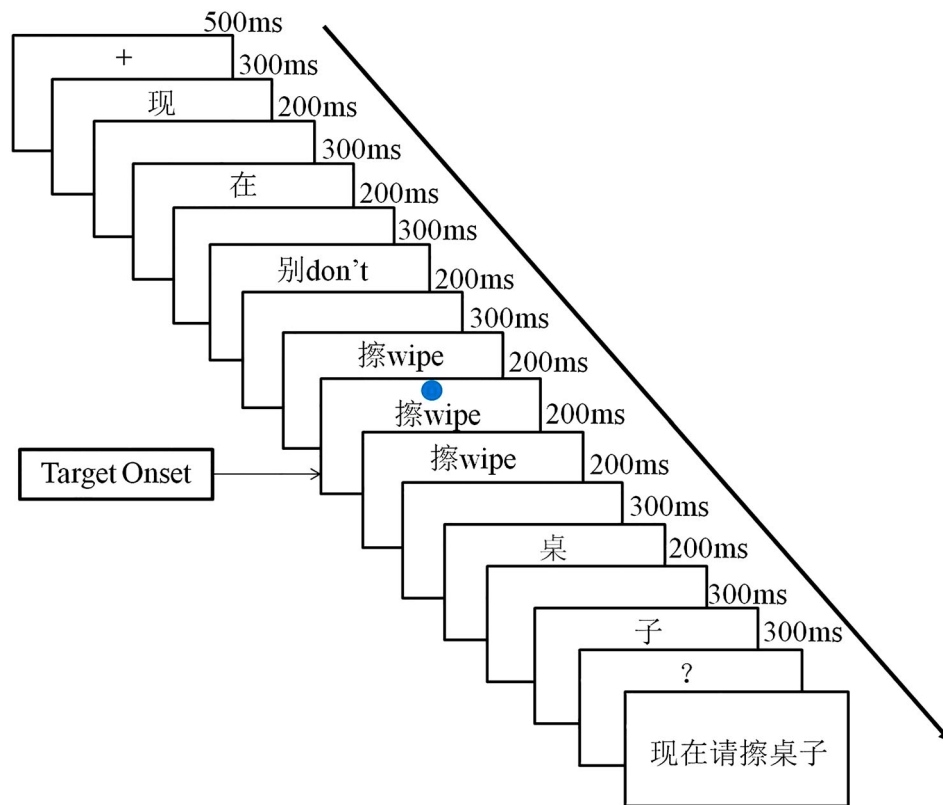 500ms
+
300ms
现
200ms
300ms
在
200ms
300ms
别don't
200ms
300ms
擦wipe
200ms
擦wipe
200ms
擦wipe
Target Onset
200ms
300ms
桌
200ms
300ms
子
300ms
?
现在请擦桌子